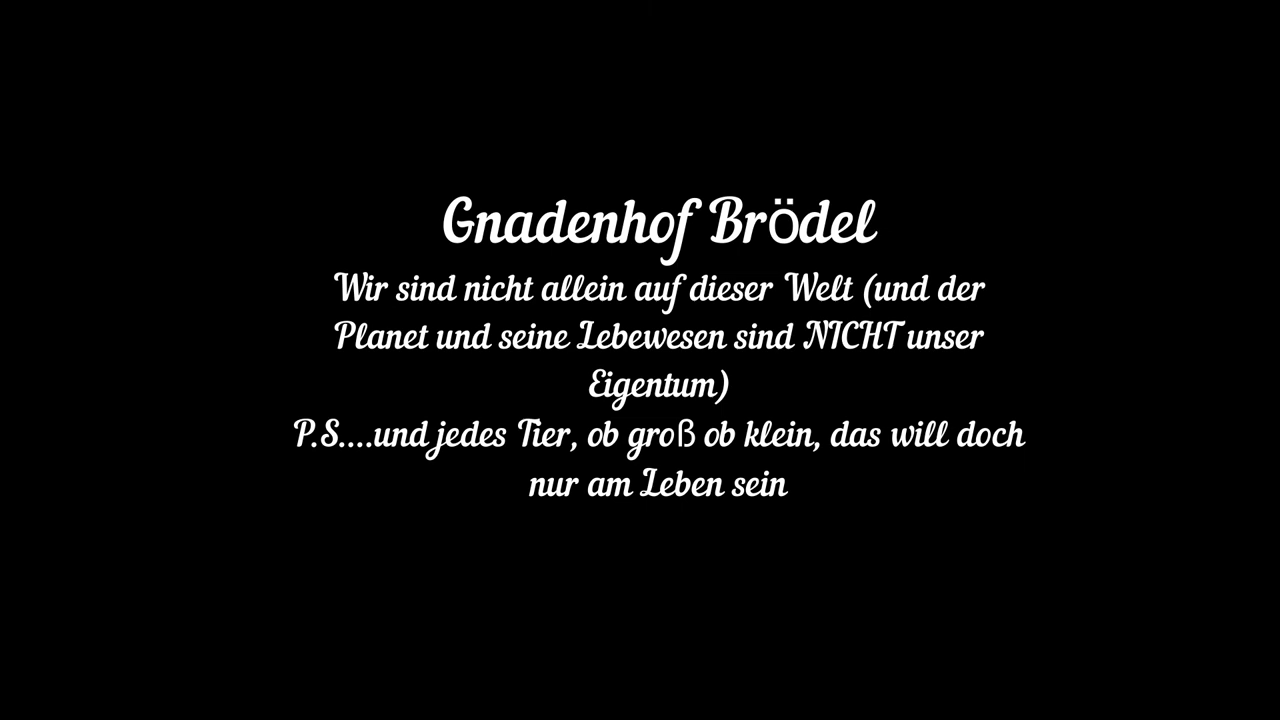 Gnadenhof Brödel
Wir sind nicht allein auf dieser Welt (und der
Planet und seine Lebewesen sind NICHT unser
Eigentum)
P.S....und jedes Tier, ob groß ob klein, das will doch
nur am Leben sein